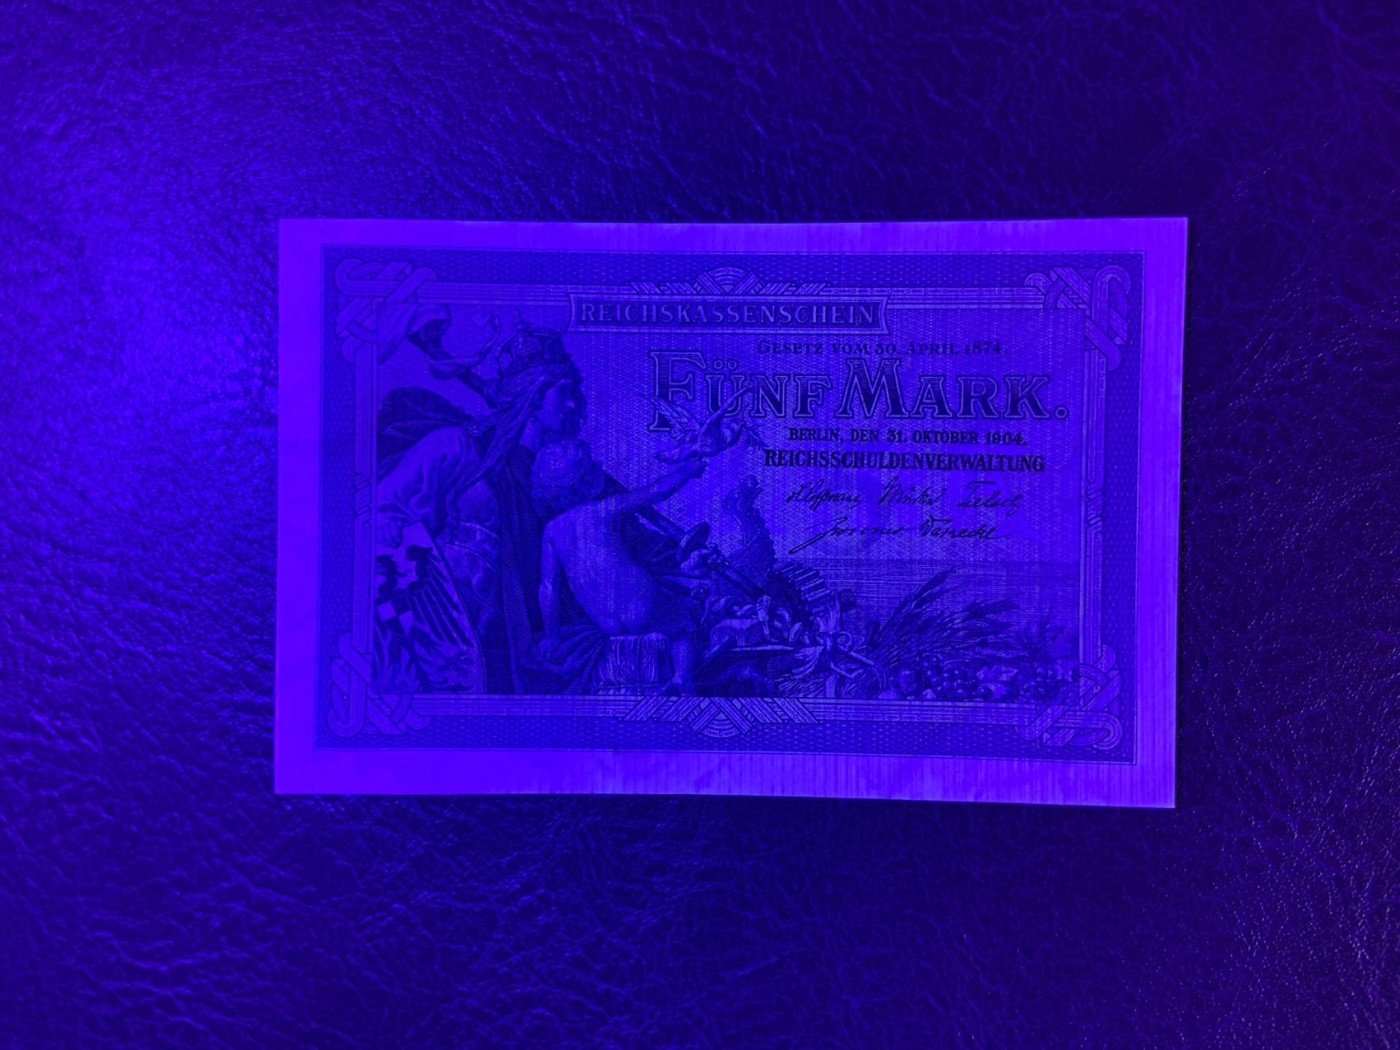 REICHSKASSENSCHEIN
GESETZ VOM 30. APRIL 1874.
FÜNF MARK.
BERLIN, DEN 31. OKTOBER 1904.
REICHSSCHULDENVERWALTUNG